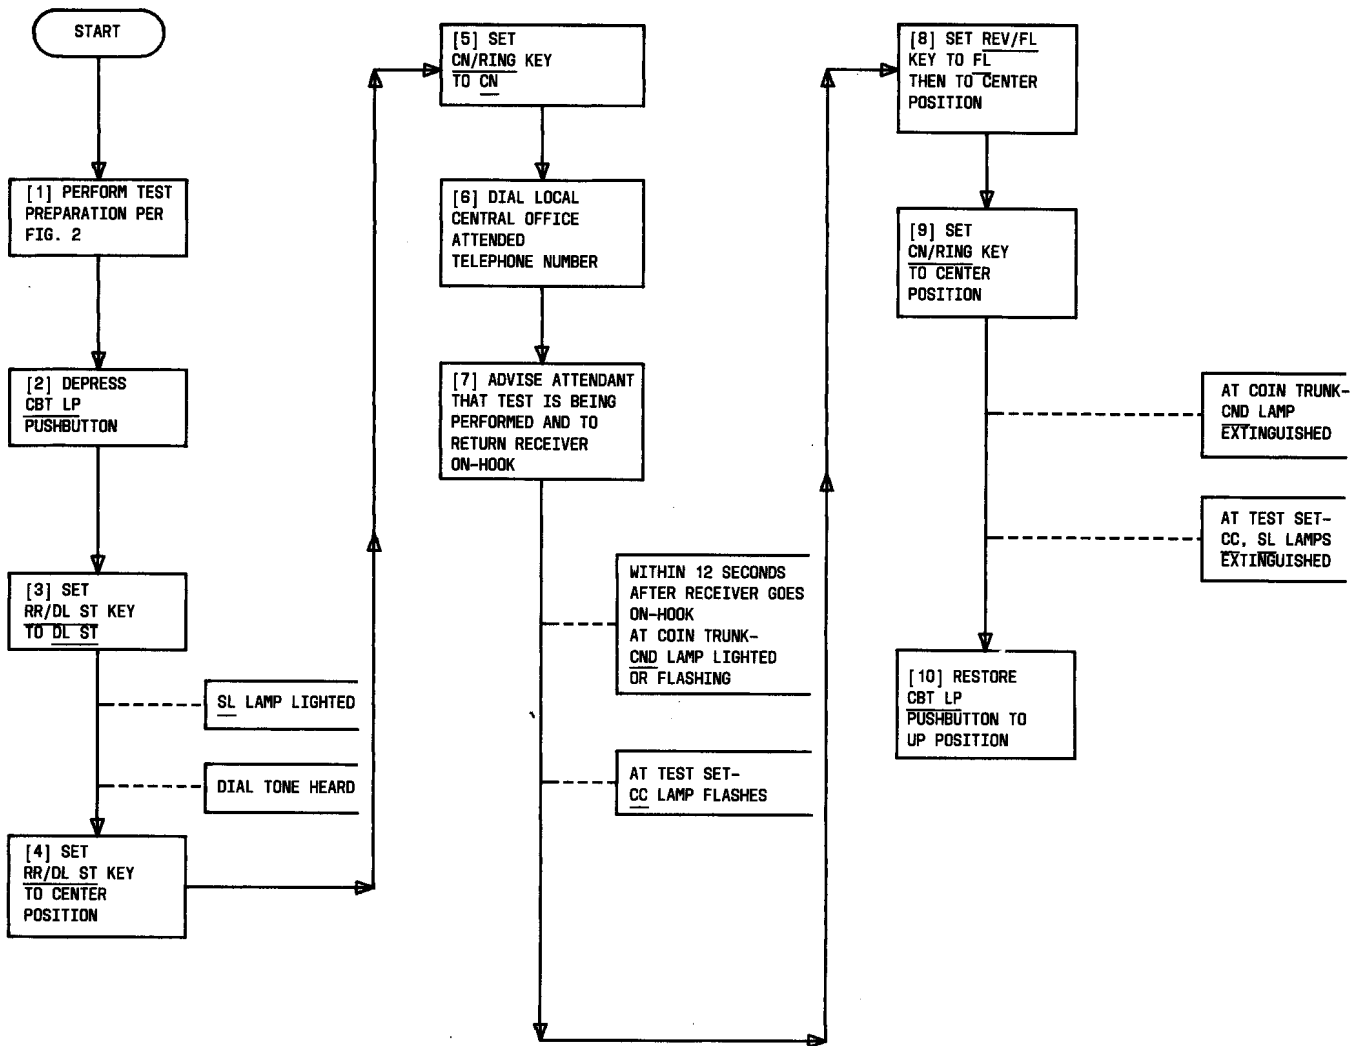 START
[1] PERFORM TEST
PREPARATION PER
FIG. 2
[2] DEPRESS
CBT LP
PUSHBUTTON
[3] SET
RR/DL ST KEY
TO DL ST
SL LAMP LIGHTED
DIAL TONE HEARD
[4] SET
RR/DL ST KEY
TO CENTER
POSITION
[5] SET
CN/RING KEY
TO CN
[6] DIAL LOCAL
CENTRAL OFFICE
ATTENDED
TELEPHONE NUMBER
[7] ADVISE ATTENDANT
THAT TEST IS BEING
PERFORMED AND TO
RETURN RECEIVER
ON-HOOK
WITHIN 12 SECONDS
AFTER RECEIVER GOES
ON-HOOK
AT COIN TRUNK-
CND LAMP LIGHTED
OR FLASHING
AT TEST SET-
CC LAMP FLASHES
[8] SET REV/FL
KEY TO FL
THEN TO CENTER
POSITION
[9] SET
CN/RING KEY
TO CENTER
POSITION
AT COIN TRUNK-
CND LAMP
EXTINGUISHED
AT TEST SET-
CC, SL LAMPS
EXTINGUISHED
[10] RESTORE
CBT LP
PUSHBUTTON TO
UP POSITION